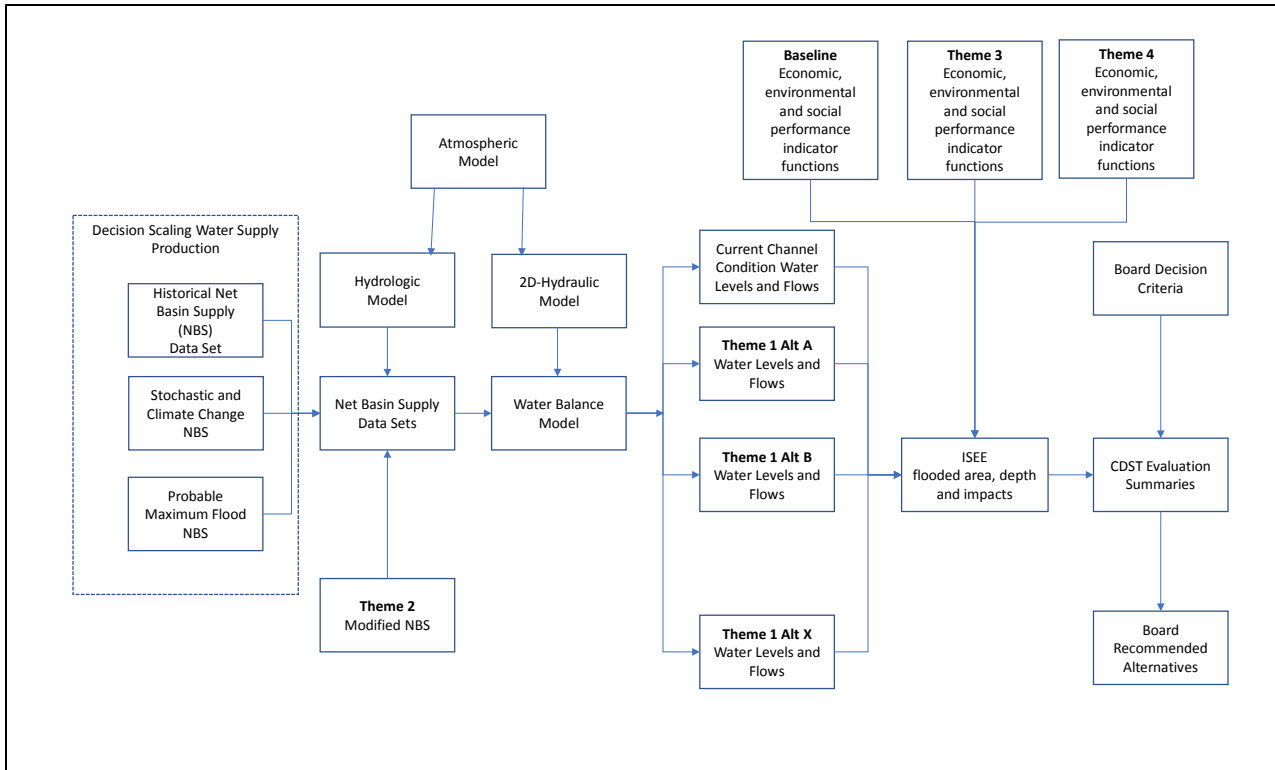 Baseline
Economic,
environmental
and social
performance
indicator
functions
Theme 3
Economic,
environmental
and social
performance
indicator
functions
Theme 4
Economic,
environmental
and social
performance
indicator
functions
Atmospheric
Model
Decision Scaling Water Supply
Production
Historical Net
Basin Supply
(NBS)
Data Set
Stochastic and
Climate Change
NBS
Probable
Maximum Flood
NBS
Hydrologic
Model
2D-Hydraulic
Model
Net Basin Supply
Data Sets
Water Balance
Model
Theme 2
Modified NBS
Current Channel
Condition Water
Levels and Flows
Theme 1 Alt A
Water Levels and
Flows
Theme 1 Alt B
Water Levels and
Flows
Theme 1 Alt X
Water Levels and
Flows
ISEE
flooded area, depth
and impacts
Board Decision
Criteria
CDST Evaluation
Summaries
Board
Recommended
Alternatives